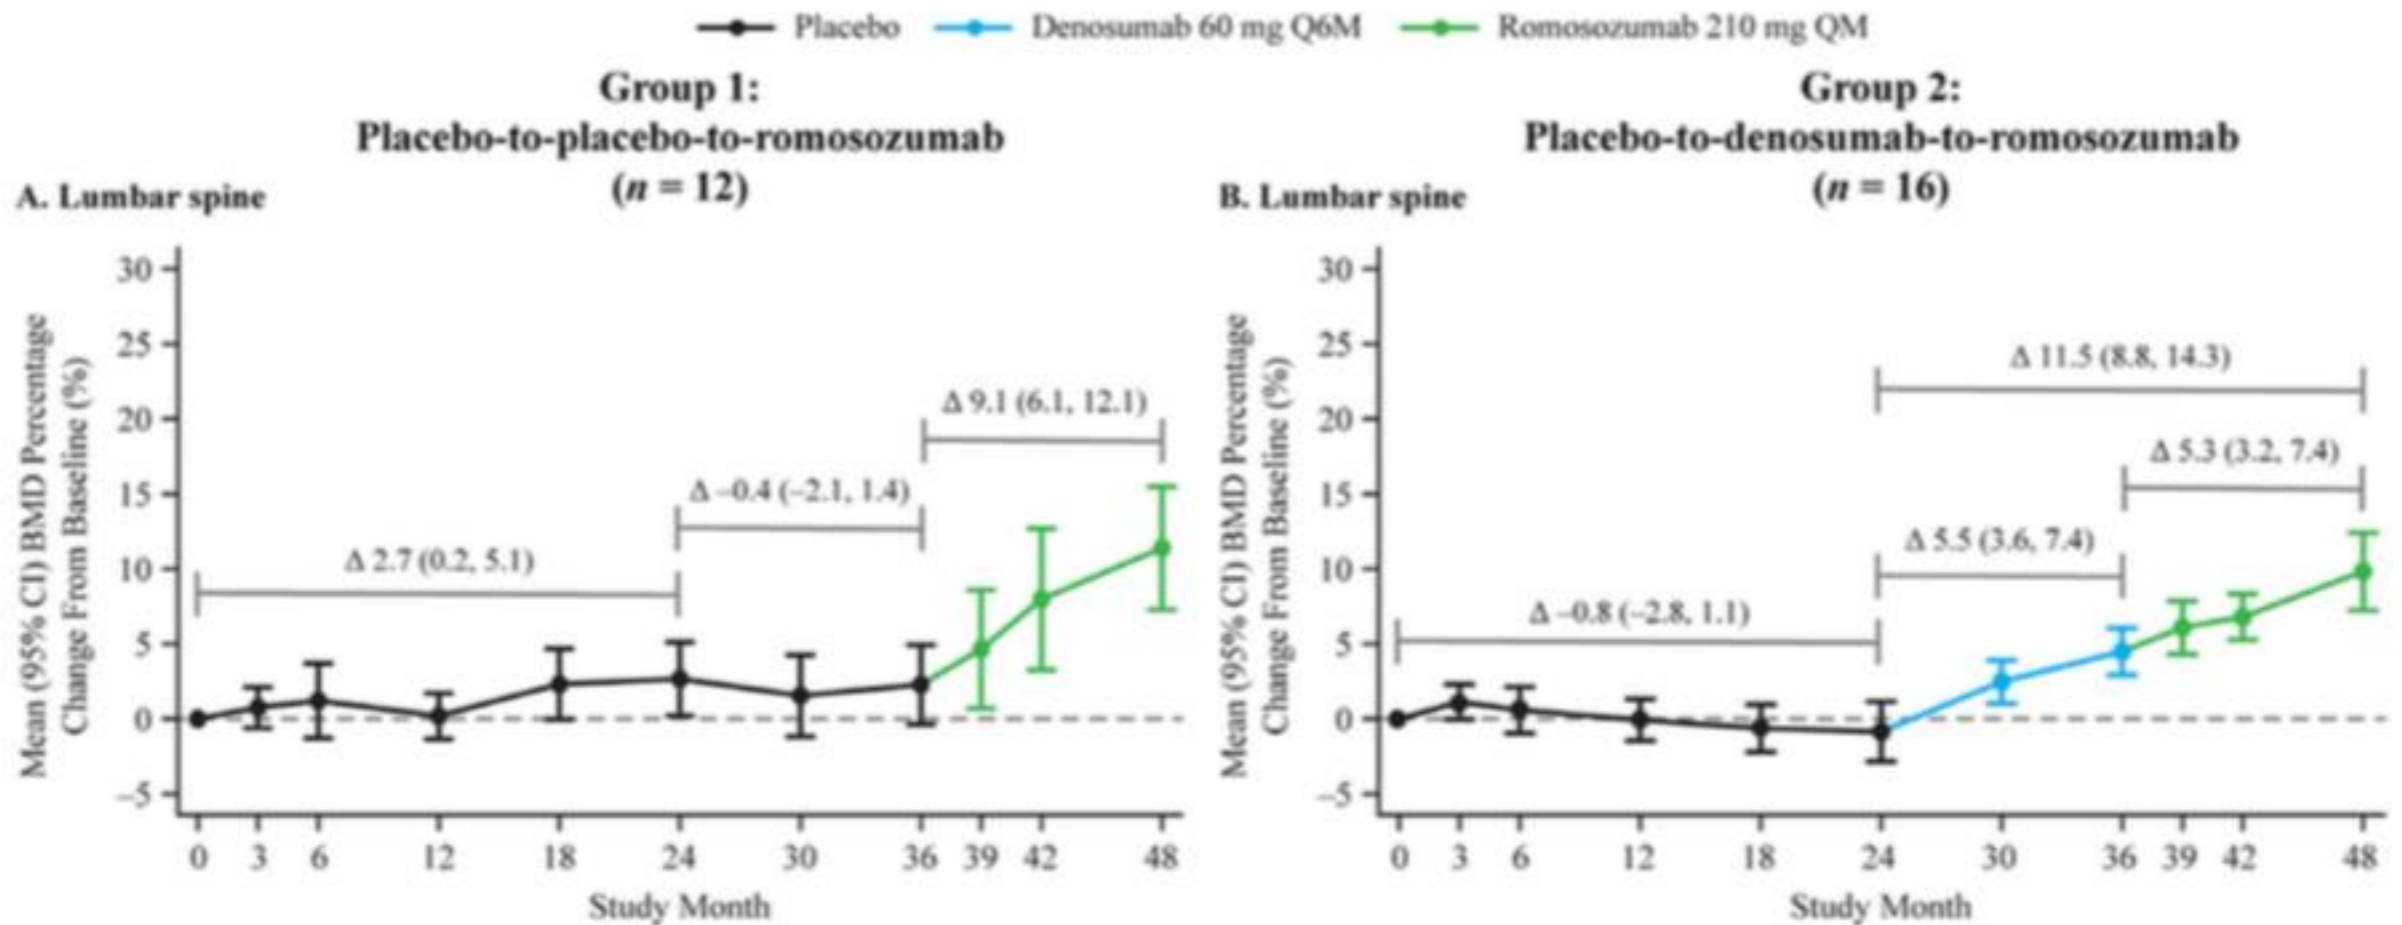 Placebo Denosumab 60 mg Q6M Romosozumab 210 mg QM
Group 1:
Placebo-to-placebo-to-romosozumab
(n = 12)
A. Lumbar spine
Mean (95% CI) BMD Percentage
Change From Baseline (%)
30
25
20
15
10
5
0
–5
Δ 2.7 (0.2, 5.1)
Δ –0.4 (–2.1, 1.4)
Δ 9.1 (6.1, 12.1)
0 3 6 12 18 24 30 36 39 42 48
Study Month
Group 2:
Placebo-to-denosumab-to-romosozumab
(n = 16)
B. Lumbar spine
Mean (95% CI) BMD Percentage
Change From Baseline (%)
30
25
20
15
10
5
0
–5
Δ 11.5 (8.8, 14.3)
Δ 5.3 (3.2, 7.4)
Δ 5.5 (3.6, 7.4)
Δ –0.8 (–2.8, 1.1)
0 3 6 12 18 24 30 36 39 42 48
Study Month